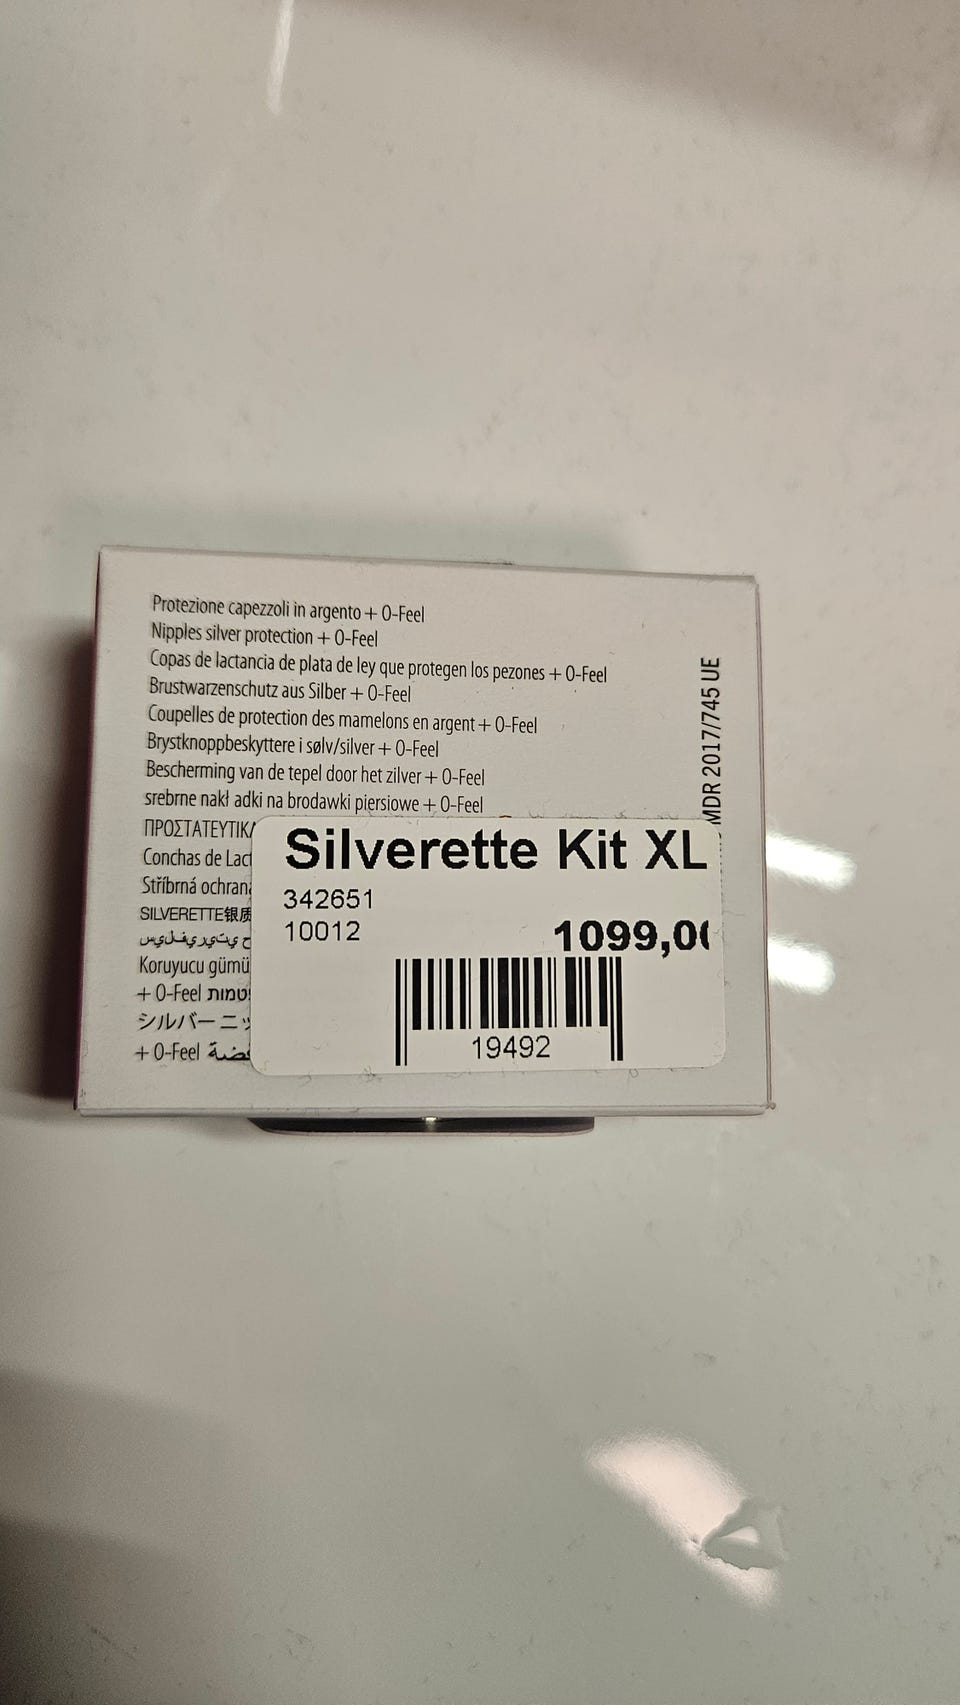 Protezione capezzoli in argento + O-Feel
Nipples silver protection + O-Feel
Copas de lactancia de plata de ley que protegen los pezones + O-Feel
Brustwarzenschutz aus Silber + O-Feel
Coupelles de protection des mamelons en argent + O-Feel
Brystknoppbeskyttere i sølv/silver + O-Feel
Bescherming van de tepel door het zilver + O-Feel
srebrne nakł adki na brodawki piersiowe + O-Feel
ΠΡΟΣΤΑΤΕΥΤΙΚΑ
Conchas de Lact
Stříbrná ochrana
SILVERETTE银质
Koruyucu gümü
+ O-Feel
シルバーニッ
+ O-Feel
MDR 2017/745 UE
Silverette Kit XL
342651
10012
1099,00
19492